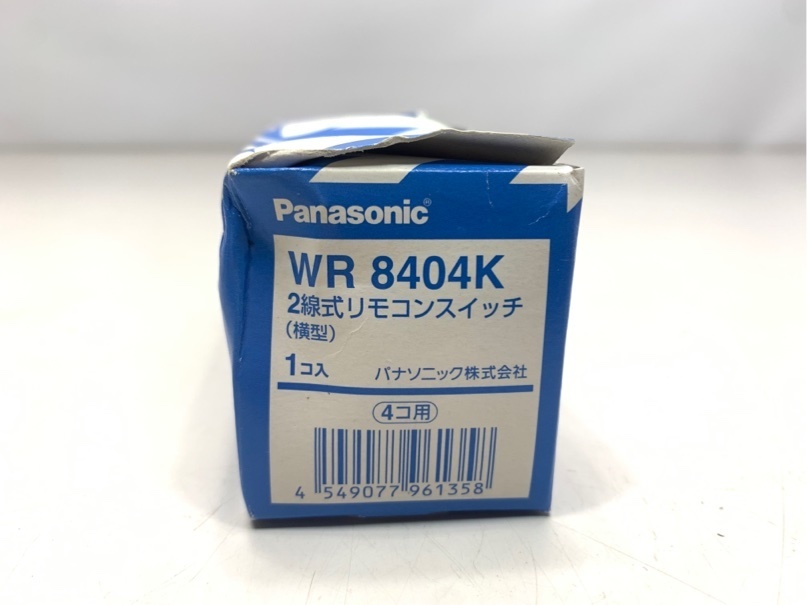 Panasonic®
WR 8404K
2線式リモコンスイッチ
(横型)
1コ入 パナソニック株式会社
4コ用
4 549077 961358